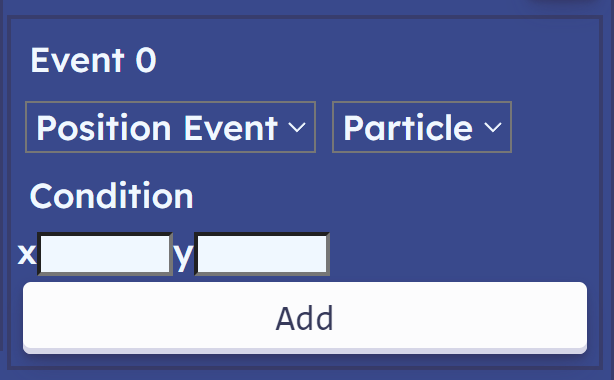 Event 0
Position Event Particle
Condition
x y
Add